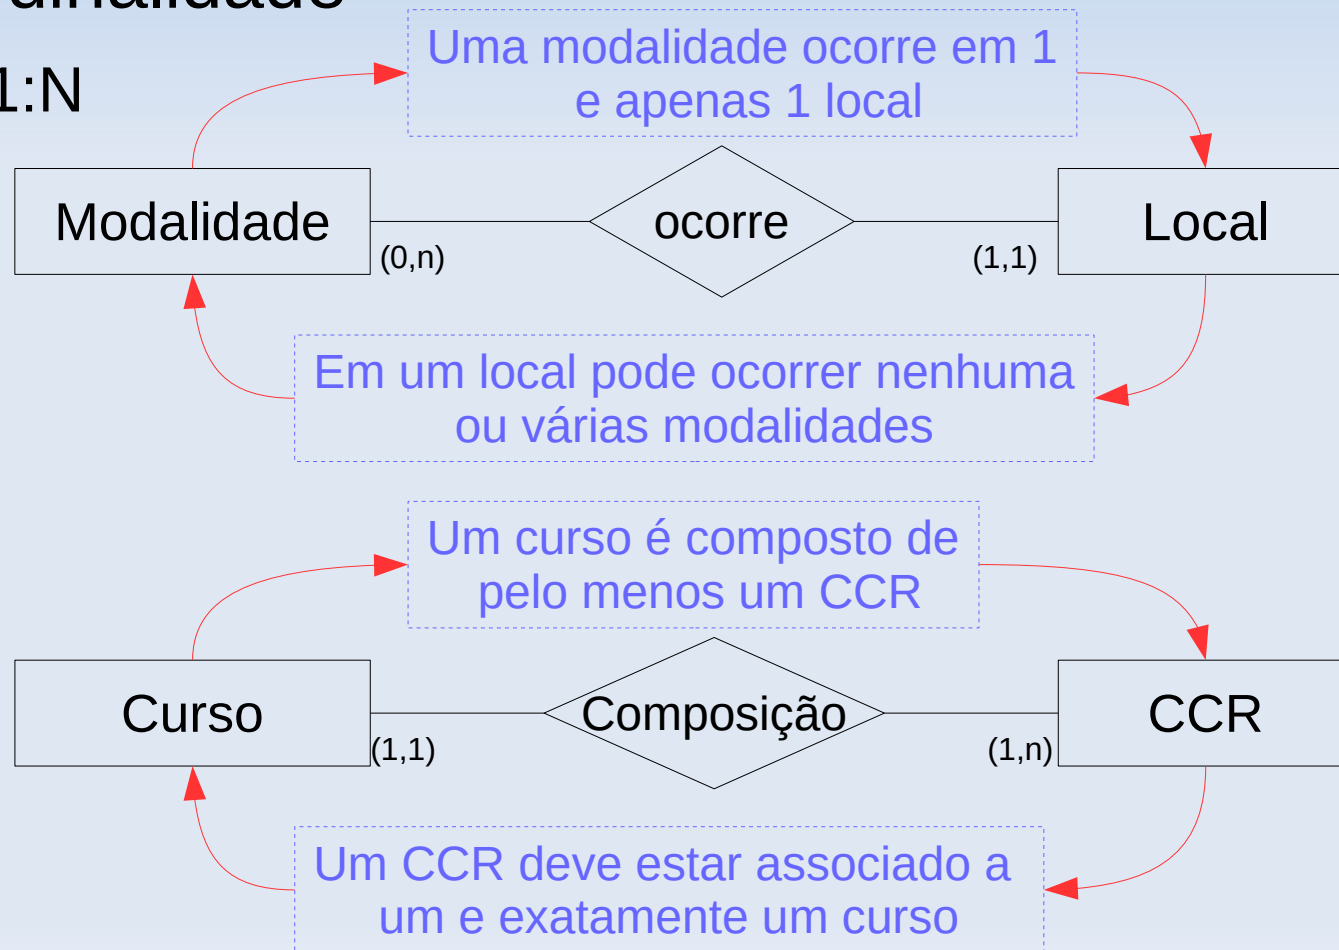 dinalidade
1:N
Uma modalidade ocorre em 1
e apenas 1 local
Modalidade
ocorre
Local
(0,n)
(1,1)
Em um local pode ocorrer nenhuma
ou várias modalidades
Um curso é composto de
pelo menos um CCR
Curso
Composição
CCR
(1,1)
(1,n)
Um CCR deve estar associado a
um e exatamente um curso